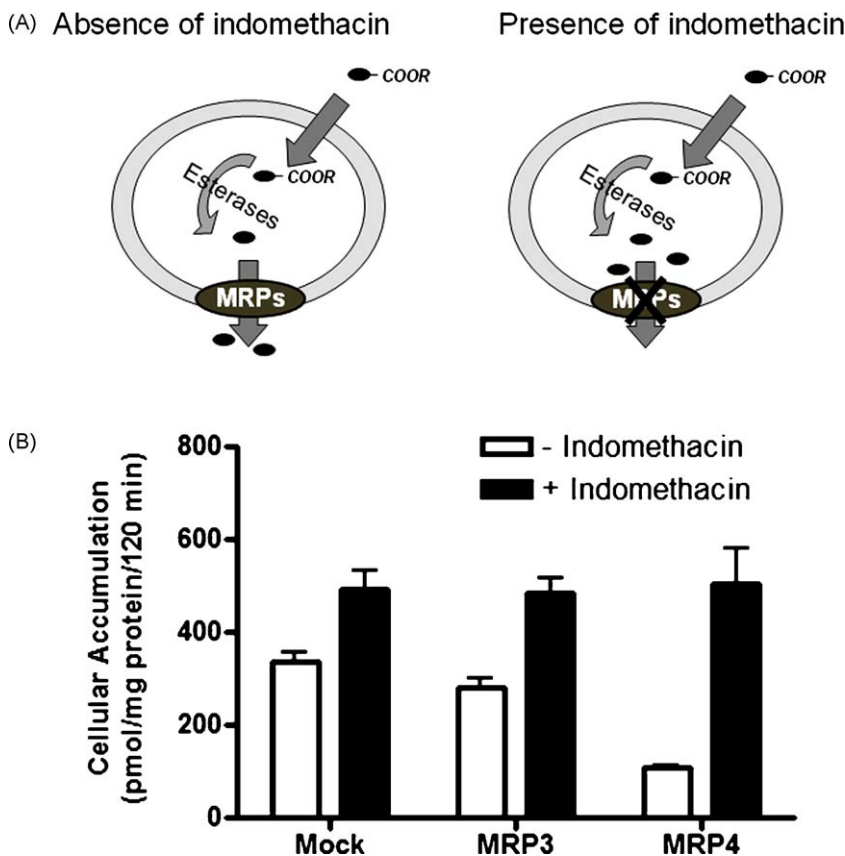 (A) Absence of indomethacin
Presence of indomethacin
COOR
COOR
Esterases
COOR
Esterases
COOR
MRPs
MRPs
(B)
Cellular Accumulation
(pmol/mg protein/120 min)
800
600
400
200
0
- Indomethacin
+ Indomethacin
Mock
MRP3
MRP4